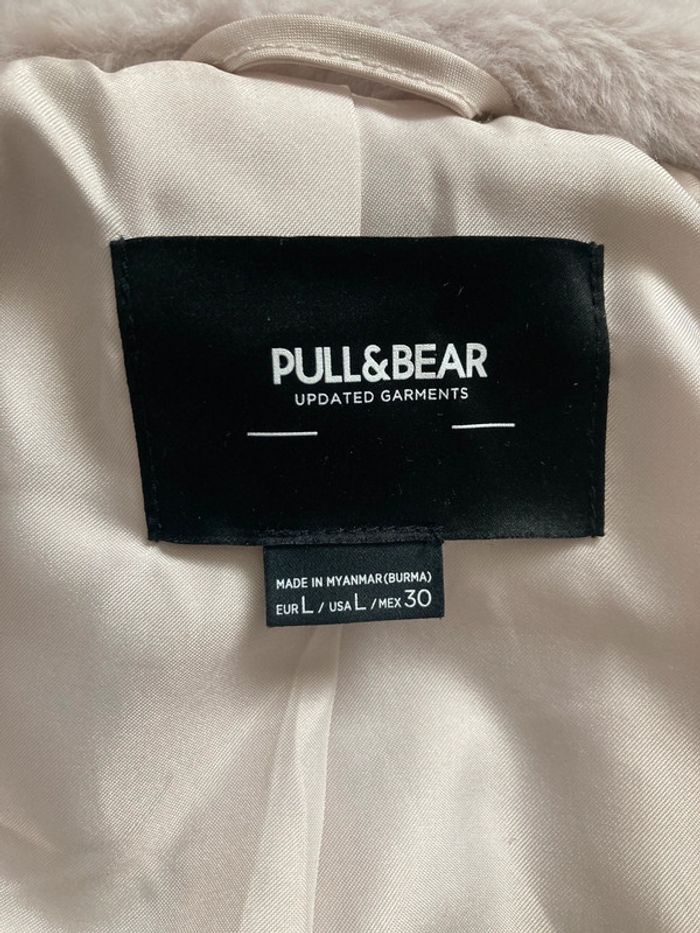 PULL&BEAR
UPDATED GARMENTS
MADE IN MYANMAR (BURMA)
EUR L / USA L / MEX 30